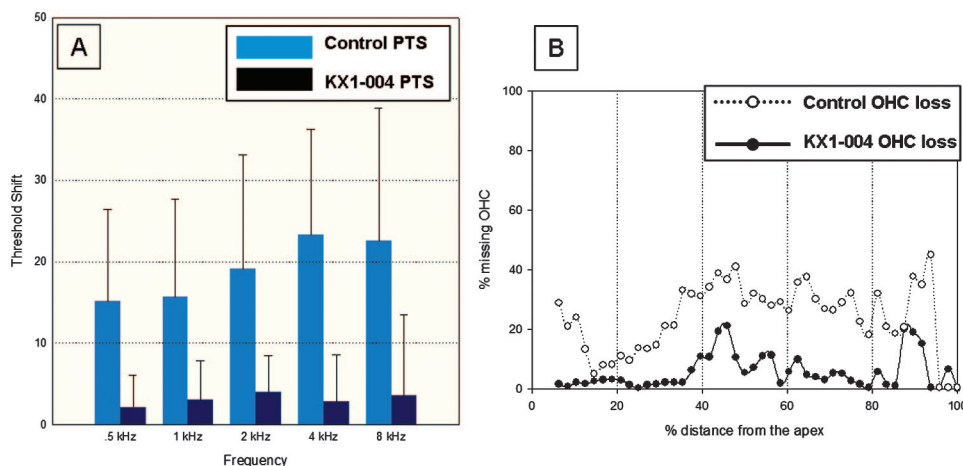 A
Control PTS
KX1-004 PTS
Threshold Shift
50
40
30
20
10
0
.5 kHz 1 kHz 2 kHz 4 kHz 8 kHz
Frequency
B
Control OHC loss
KX1-004 OHC loss
% missing OHC
100
80
60
40
20
0
0 20 40 60 80 100
% distance from the apex